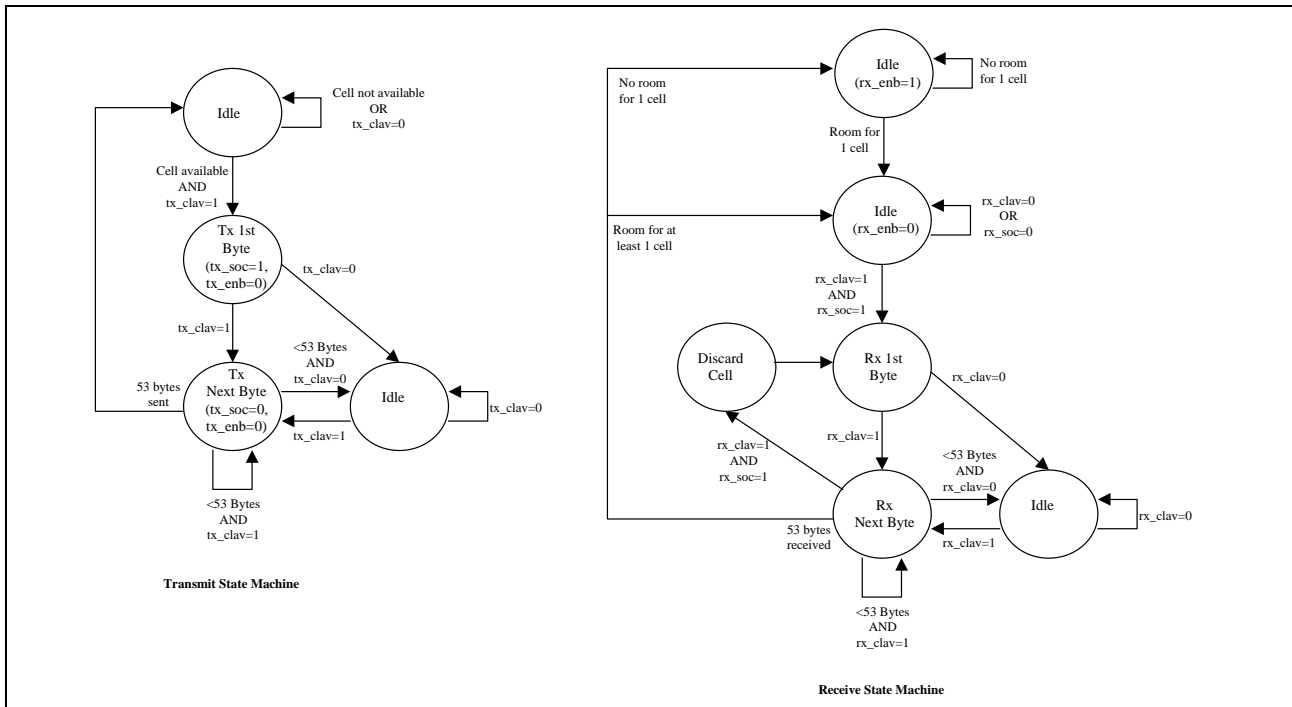 Idle
Cell not available
OR
tx_clav=0
Cell available
AND
tx_clav=1
Tx 1st
Byte
(tx_soc=1,
tx_enb=0)
tx_clav=0
tx_clav=1
<53 Bytes
AND
tx_clav=0
Tx
Next Byte
(tx_soc=0,
tx_enb=0)
53 bytes
sent
Idle
tx_clav=0
tx_clav=1
<53 Bytes
AND
tx_clav=1
Transmit State Machine
Idle
(rx_enb=1)
No room
for 1 cell
No room
for 1 cell
Room for
1 cell
Idle
(rx_enb=0)
rx_clav=0
OR
rx_soc=0
Room for at
least 1 cell
rx_clav=1
AND
rx_soc=1
Discard
Cell
Rx 1st
Byte
rx_clav=0
rx_clav=1
AND
rx_soc=1
rx_clav=1
<53 Bytes
AND
rx_clav=0
Rx
Next Byte
Idle
rx_clav=0
53 bytes
received
rx_clav=1
<53 Bytes
AND
rx_clav=1
Receive State Machine